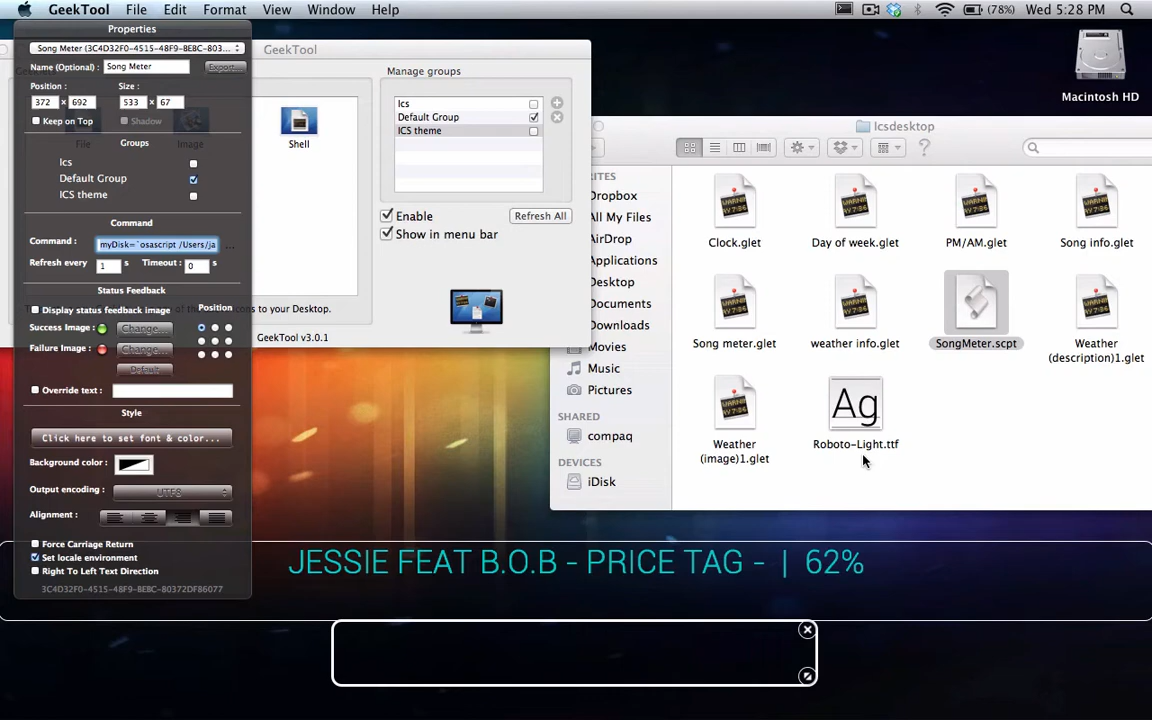 GeekTool File Edit Format View Window Help (78%) Wed 5:28 PM
Properties
Song Meter (3C4D32F0-4515-48F9-8EBC-803...
Name (Optional) : Song Meter Export...
Position : Size :
372 x 692 533 x 67
Keep on Top Shadow
File Image
Groups
Ics
Default Group
ICS theme
Command
Command : myDisk=`osascript /Users/ja ...
Refresh every 1 s Timeout : 0 s
Status Feedback
Display status feedback image Position
Success Image : Change...
Failure Image : Change...
Default
Override text :
Style
Click here to set font & color...
Background color :
Output encoding : UTF8
Alignment :
Force Carriage Return
Set locale environment
Right To Left Text Direction
3C4D32F0-4515-48F9-8EBC-80372DF86077
GeekTool
Shell
Manage groups
Ics
Default Group
ICS theme
Enable Refresh All
Show in menu bar
icons to your Desktop.
GeekTool v3.0.1
Macintosh HD
Icsdesktop
Dropbox
All My Files
AirDrop
Applications
Desktop
Documents
Downloads
Movies
Music
Pictures
SHARED
compaq
DEVICES
iDisk
Clock.glet Day of week.glet PM/AM.glet Song info.glet
Song meter.glet weather info.glet SongMeter.scpt Weather
(description)1.glet
Ag
Weather
(image)1.glet
Roboto-Light.ttf
JESSIE FEAT B.O.B - PRICE TAG - | 62%